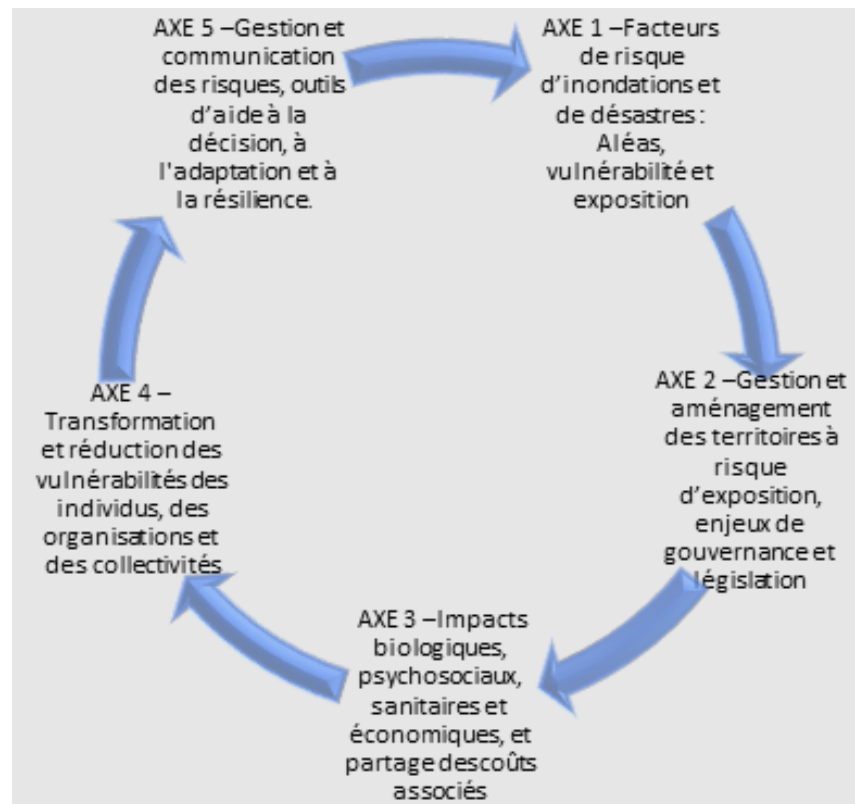 AXE 5 –Gestion et
communication
des risques, outils
d'aide à la
décision, à
l'adaptation et à
la résilience.
AXE 1 –Facteurs
de risque
d'inondations et
de désastres :
Aléas,
vulnérabilité et
exposition
AXE 2 –Gestion et
aménagement
des territoires à
risque
d'exposition,
enjeux de
gouvernance et
législation
AXE 3 –Impacts
biologiques,
psychosociaux,
sanitaires et
économiques, et
partage descoûts
associés
AXE 4 –
Transformation
et réduction des
vulnérabilités des
individus, des
organisations et
des collectivités